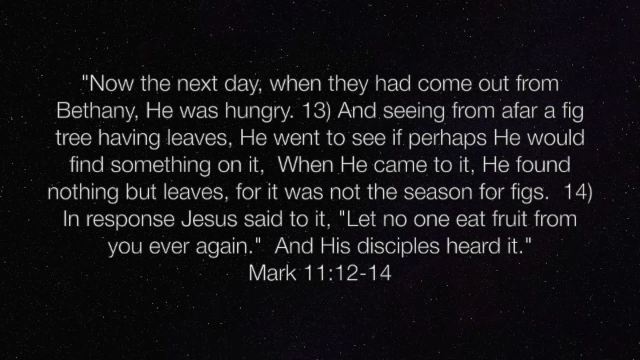 "Now the next day, when they had come out from
Bethany, He was hungry. 13) And seeing from afar a fig
tree having leaves, He went to see if perhaps He would
find something on it,  When He came to it, He found
nothing but leaves, for it was not the season for figs.  14)
In response Jesus said to it, "Let no one eat fruit from
you ever again."  And His disciples heard it."
Mark 11:12-14